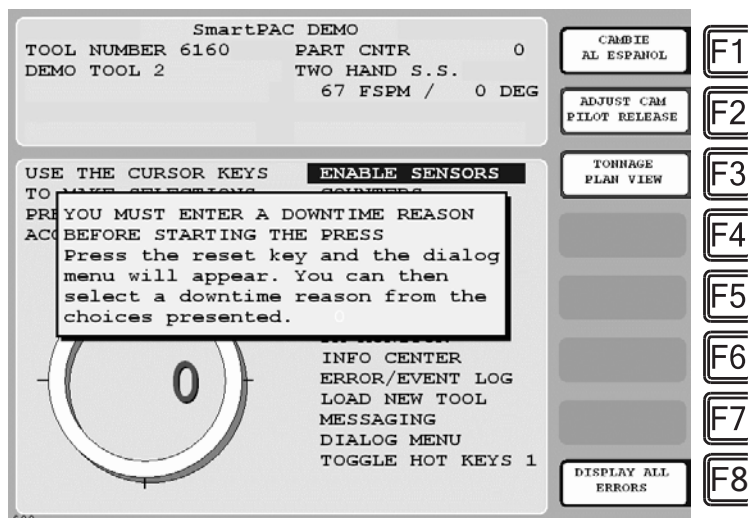 SmartPAC DEMO
TOOL NUMBER 6160 PART CNTR 0
DEMO TOOL 2 TWO HAND S.S.
67 FSPM / 0 DEG
USE THE CURSOR KEYS ENABLE SENSORS
TO
PRE
ACC
YOU MUST ENTER A DOWNTIME REASON
BEFORE STARTING THE PRESS
Press the reset key and the dialog
menu will appear. You can then
select a downtime reason from the
choices presented.
0
INFO CENTER
ERROR/EVENT LOG
LOAD NEW TOOL
MESSAGING
DIALOG MENU
TOGGLE HOT KEYS 1
0
CAMBIE
AL ESPANOL
F1
ADJUST CAM
PILOT RELEASE
F2
TONNAGE
PLAN VIEW
F3
F4
F5
F6
F7
DISPLAY ALL
ERRORS
F8